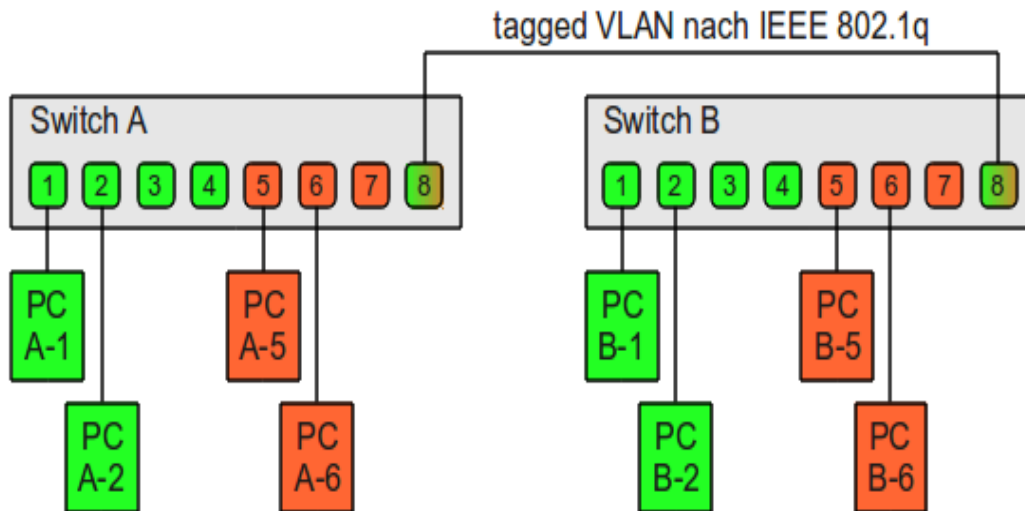 tagged VLAN nach IEEE 802.1q
Switch A
1 2 3 4 5 6 7 8
PC
A-1
PC
A-2
PC
A-5
PC
A-6
Switch B
1 2 3 4 5 6 7 8
PC
B-1
PC
B-2
PC
B-5
PC
B-6